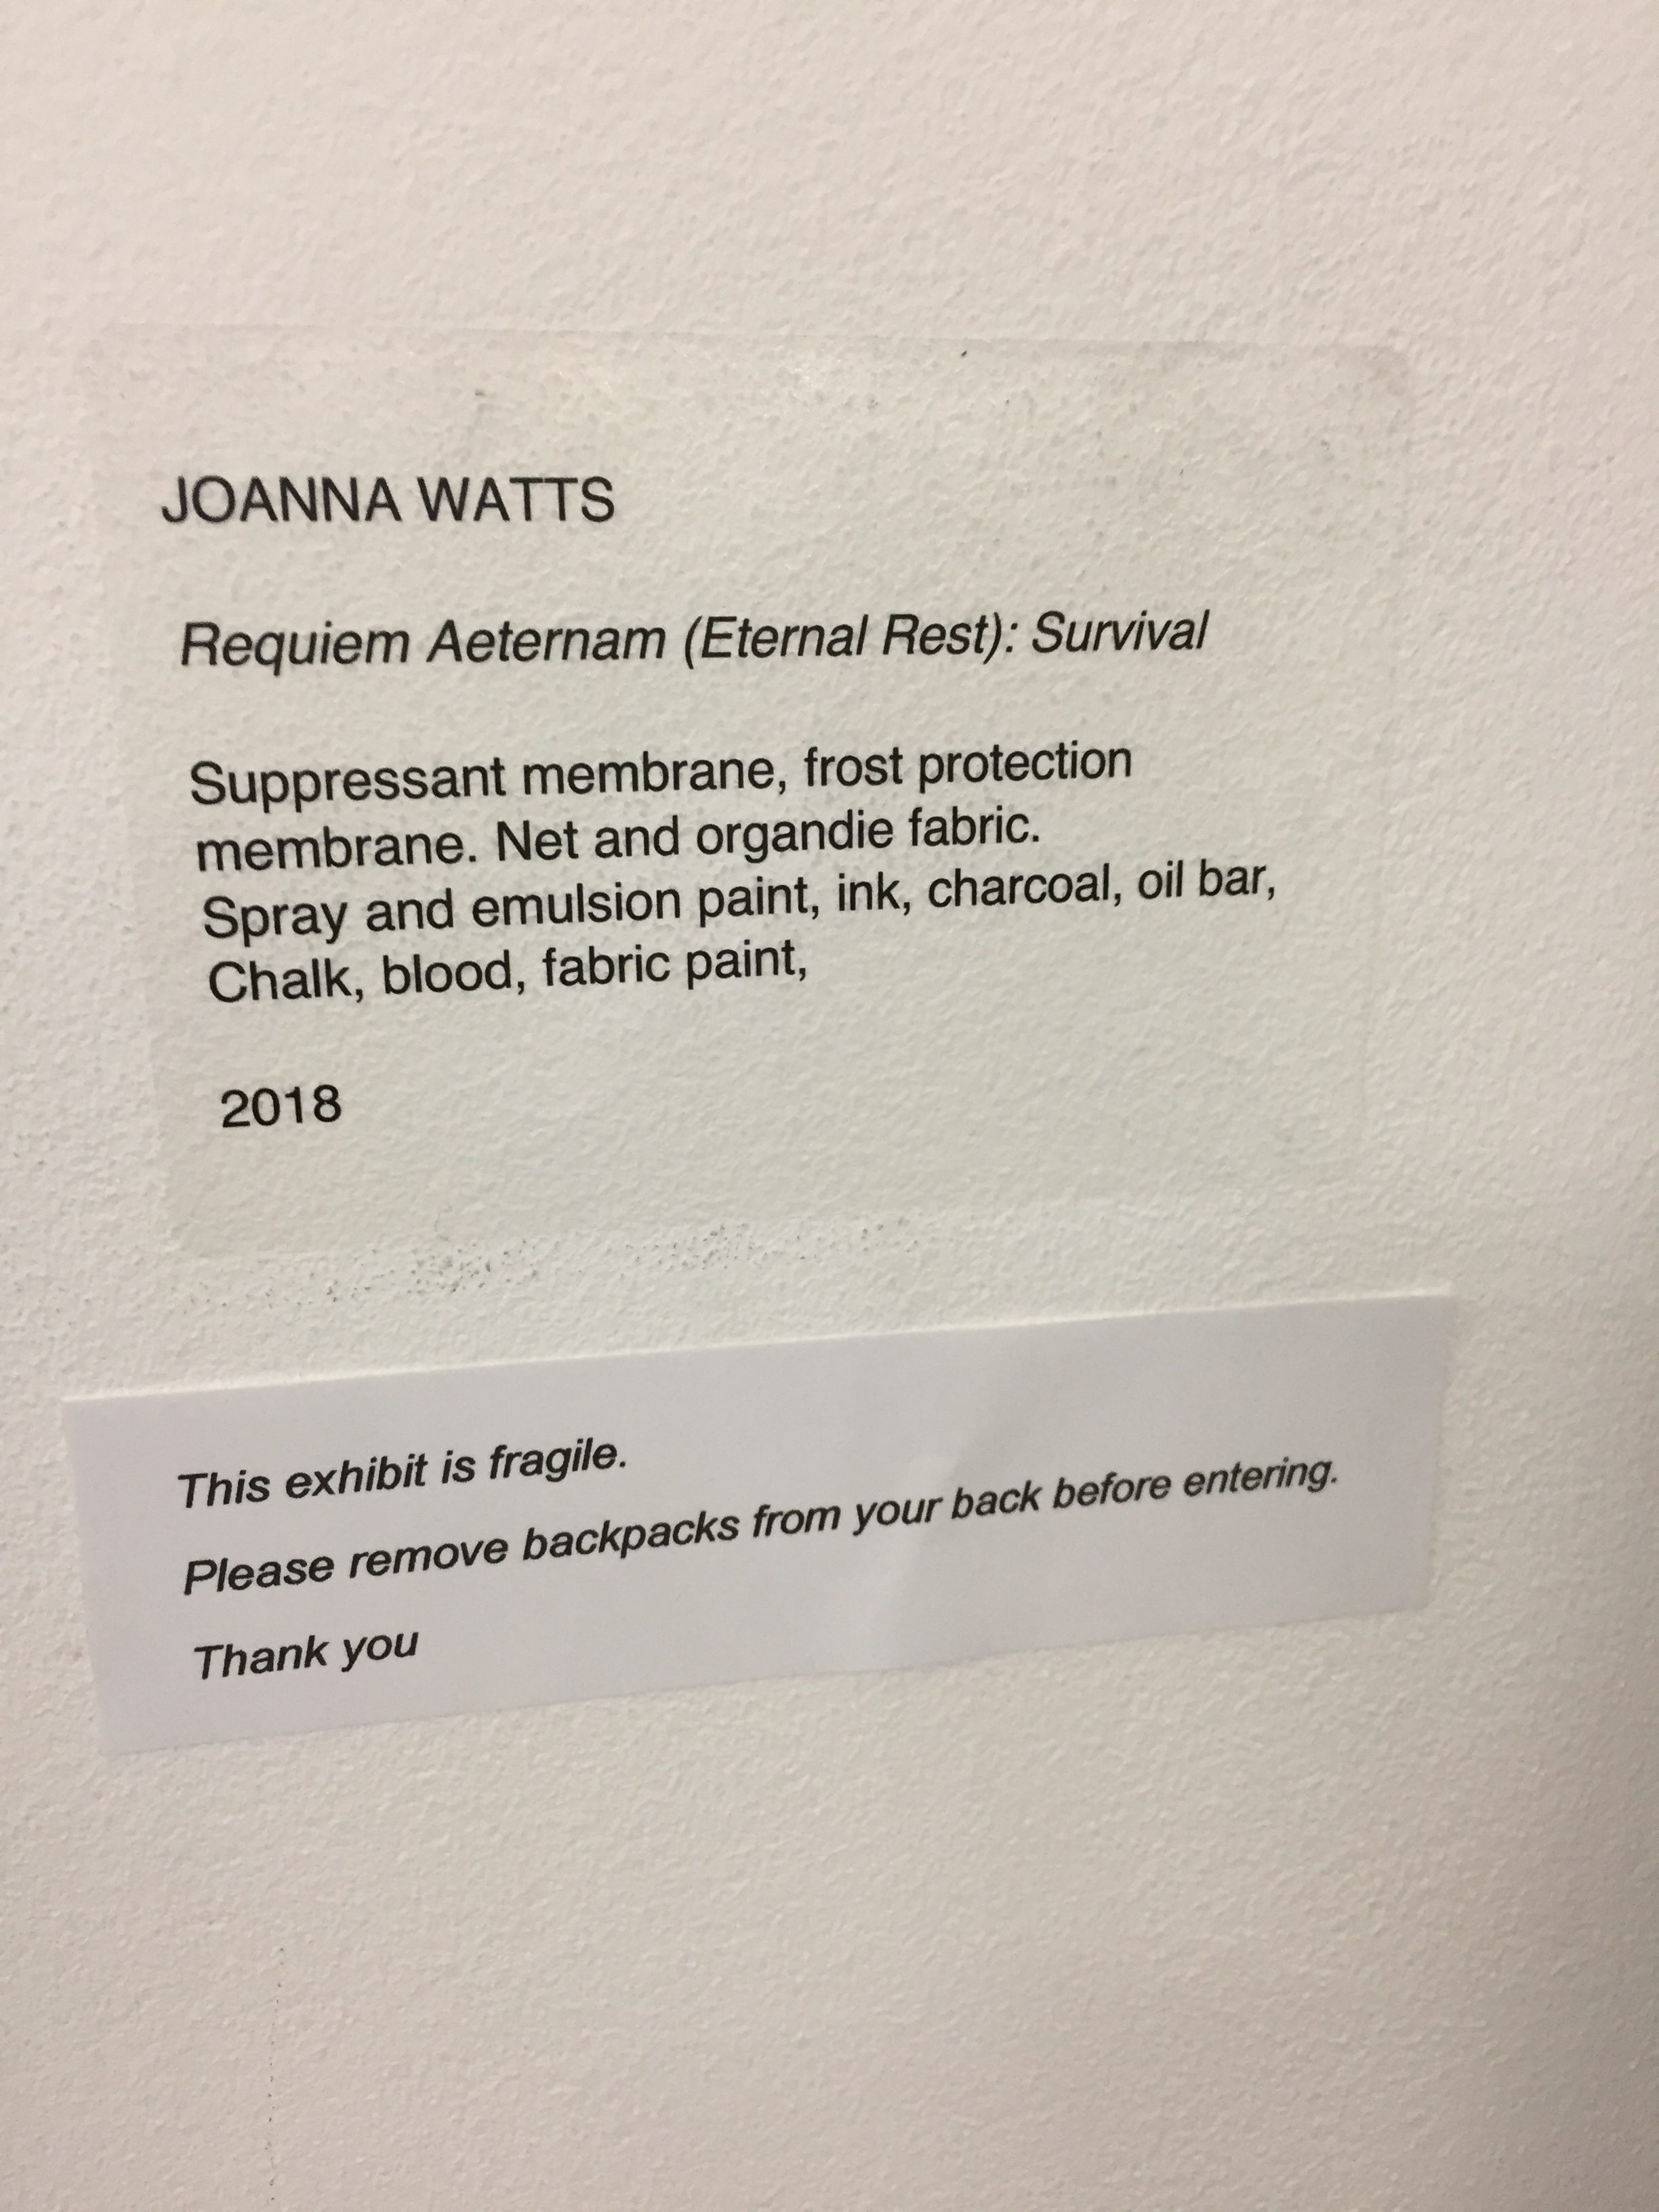 JOANNA WATTS
Requiem Aeternam (Eternal Rest): Survival
Suppressant membrane, frost protection
membrane. Net and organdie fabric.
Spray and emulsion paint, ink, charcoal, oil bar,
Chalk, blood, fabric paint,
2018
This exhibit is fragile.
Please remove backpacks from your back before entering.
Thank you